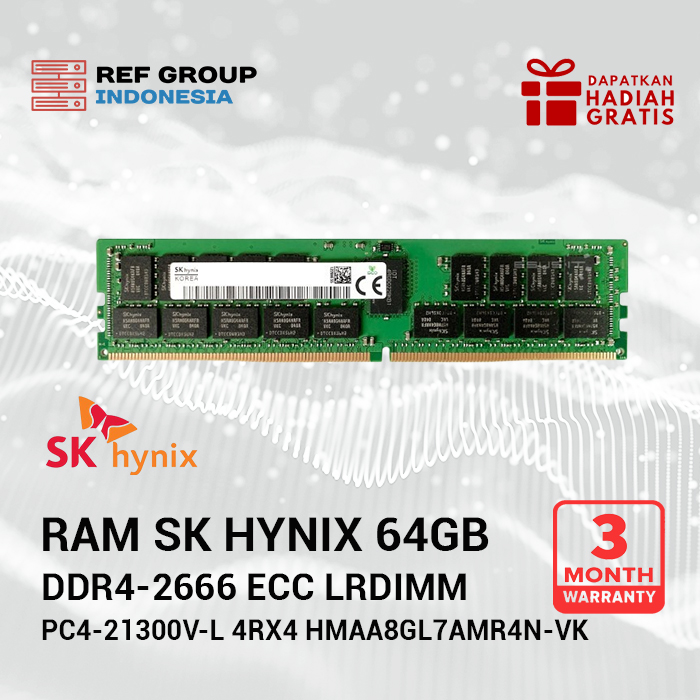 REF GROUP
INDONESIA
DAPATKAN
HADIAH
GRATIS
SK hynix
KOREA
SK hynix
RAM SK HYNIX 64GB
DDR4-2666 ECC LRDIMM
PC4-21300V-L 4RX4 HMAA8GL7AMR4N-VK
3
MONTH
WARRANTY